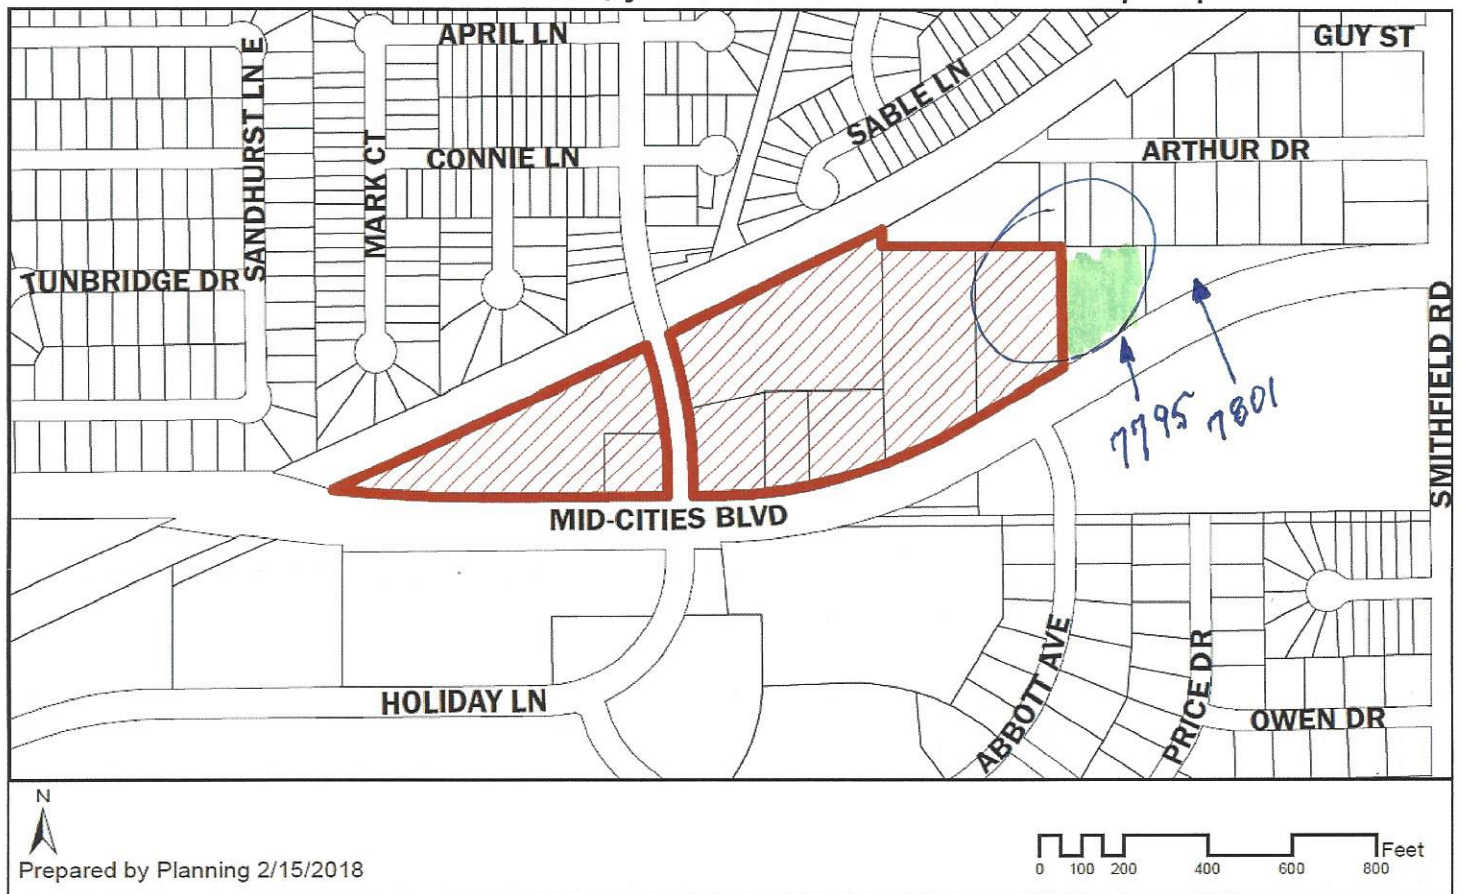 APRIL LN
GUY ST
SABLE LN
SANDHURST LN E
MARK CT
CONNIE LN
ARTHUR DR
TUNBRIDGE DR
SMITHFIELD RD
7795
7801
MID-CITIES BLVD
HOLIDAY LN
ABBOTT AVE
PRICE DR
OWEN DR
N
Prepared by Planning 2/15/2018
Feet
0 100 200 400 600 800